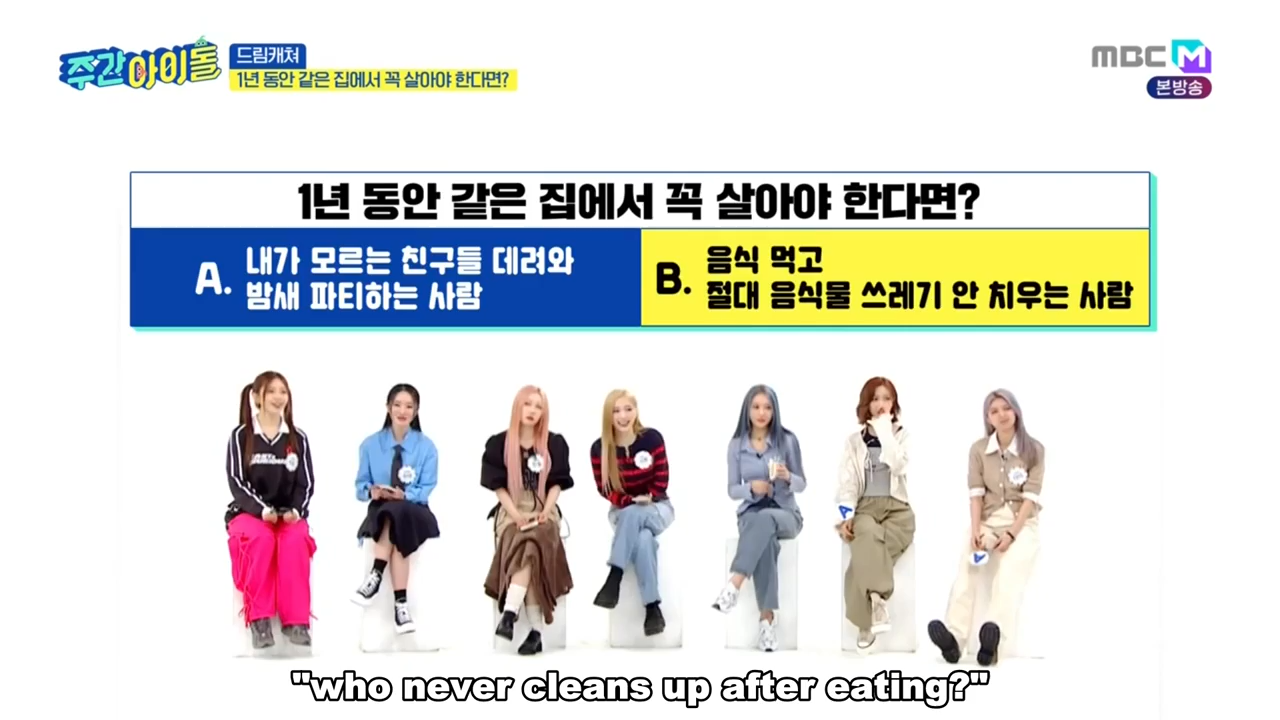 주간아이돌
드림캐쳐
1년 동안 같은 집에서 꼭 살아야 한다면?
MBC M
본방송
1년 동안 같은 집에서 꼭 살아야 한다면?
A. 내가 모르는 친구들 데려와
밤새 파티하는 사람
B. 음식 먹고
절대 음식물 쓰레기 안 치우는 사람
A
A
"who never cleans up after eating?"